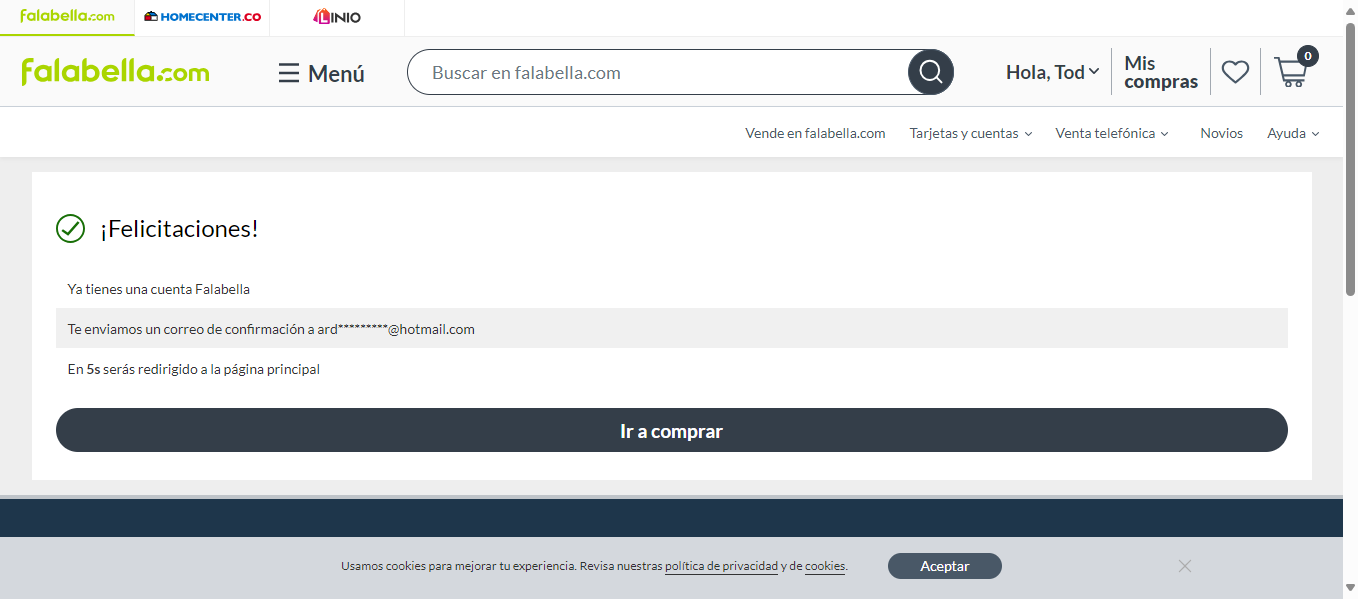 falabella.com
HOMECENTER.CO
LINIO
falabella.com
Menú
Buscar en falabella.com
Hola, Tod
Mis
compras
0
Vende en falabella.com
Tarjetas y cuentas
Venta telefónica
Novios
Ayuda
¡Felicitaciones!
Ya tienes una cuenta Falabella
Te enviamos un correo de confirmación a ard*********@hotmail.com
En 5s serás redirigido a la página principal
Ir a comprar
Usamos cookies para mejorar tu experiencia. Revisa nuestras política de privacidad y de cookies.
Aceptar